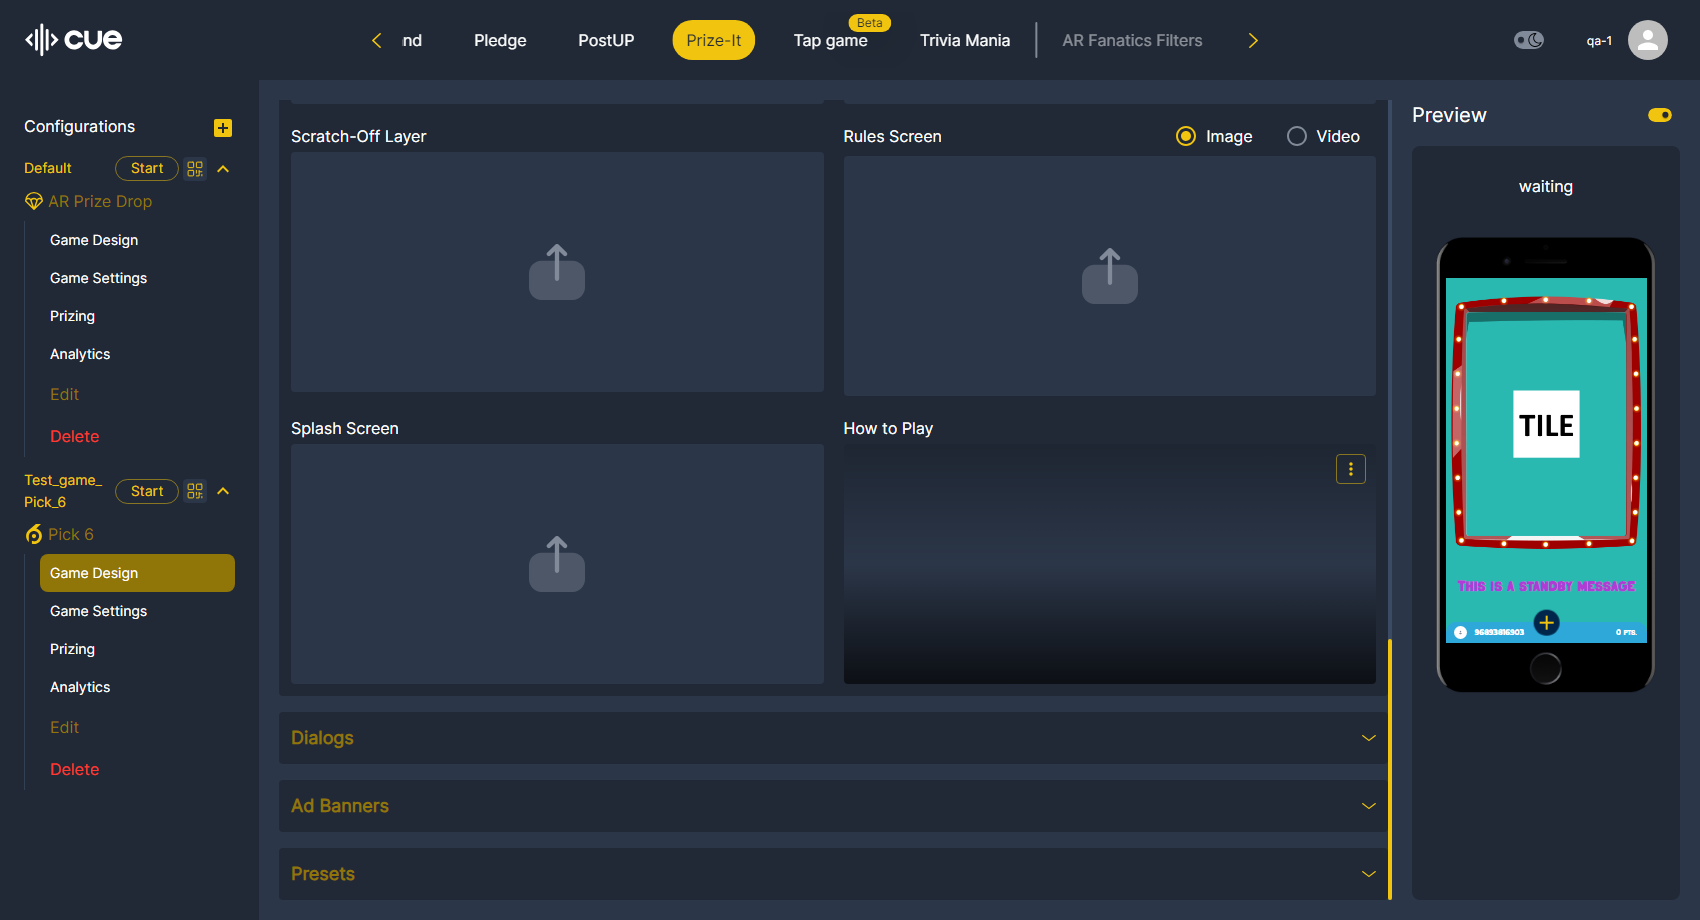 cue
nd
Pledge
PostUP
Prize-It
Beta
Tap game
Trivia Mania
AR Fanatics Filters
qa-1
Configurations
Default
Start
AR Prize Drop
Game Design
Game Settings
Prizing
Analytics
Edit
Delete
Test_game_
Pick_6
Start
Pick 6
Game Design
Game Settings
Prizing
Analytics
Edit
Delete
Scratch-Off Layer
Rules Screen
Image
Video
Splash Screen
How to Play
Dialogs
Ad Banners
Presets
Preview
waiting
TILE
THIS IS A STANDBY MESSAGE
96893816903
0 PTS.